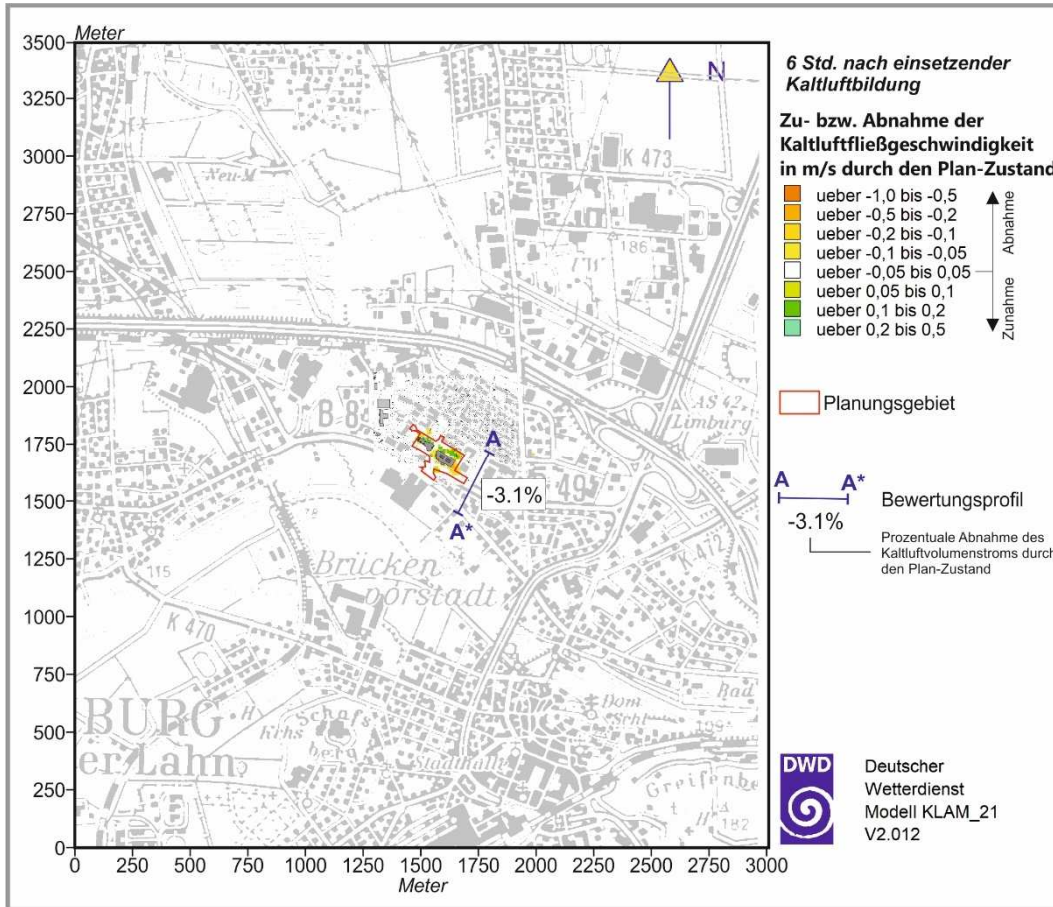 Meter
3500
3250
3000
2750
2500
2250
2000
1750
1500
1250
1000
750
500
250
0
0 250 500 750 1000 1250 1500 1750 2000 2250 2500 2750 3000
Meter
N
K 473
Neu-M
186
B 8
AS 42
Limburg
A
-3.1%
49
A*
K 472
115
Brücken
vorstadt
K 470
BURG
er Lahn
H
Schafs
berg
Krhs
Stadthalle
Dom
Schl
Bad
Greifenbe
H
182
6 Std. nach einsetzender
Kaltluftbildung
Zu- bzw. Abnahme der
Kaltluftfließgeschwindigkeit
in m/s durch den Plan-Zustand
ueber -1,0 bis -0,5
ueber -0,5 bis -0,2
ueber -0,2 bis -0,1
ueber -0,1 bis -0,05
ueber -0,05 bis 0,05
ueber 0,05 bis 0,1
ueber 0,1 bis 0,2
ueber 0,2 bis 0,5
Abnahme
Zunahme
Planungsgebiet
A A*
Bewertungsprofil
-3.1%
Prozentuale Abnahme des
Kaltluftvolumenstroms durch
den Plan-Zustand
DWD
Deutscher
Wetterdienst
Modell KLAM_21
V2.012